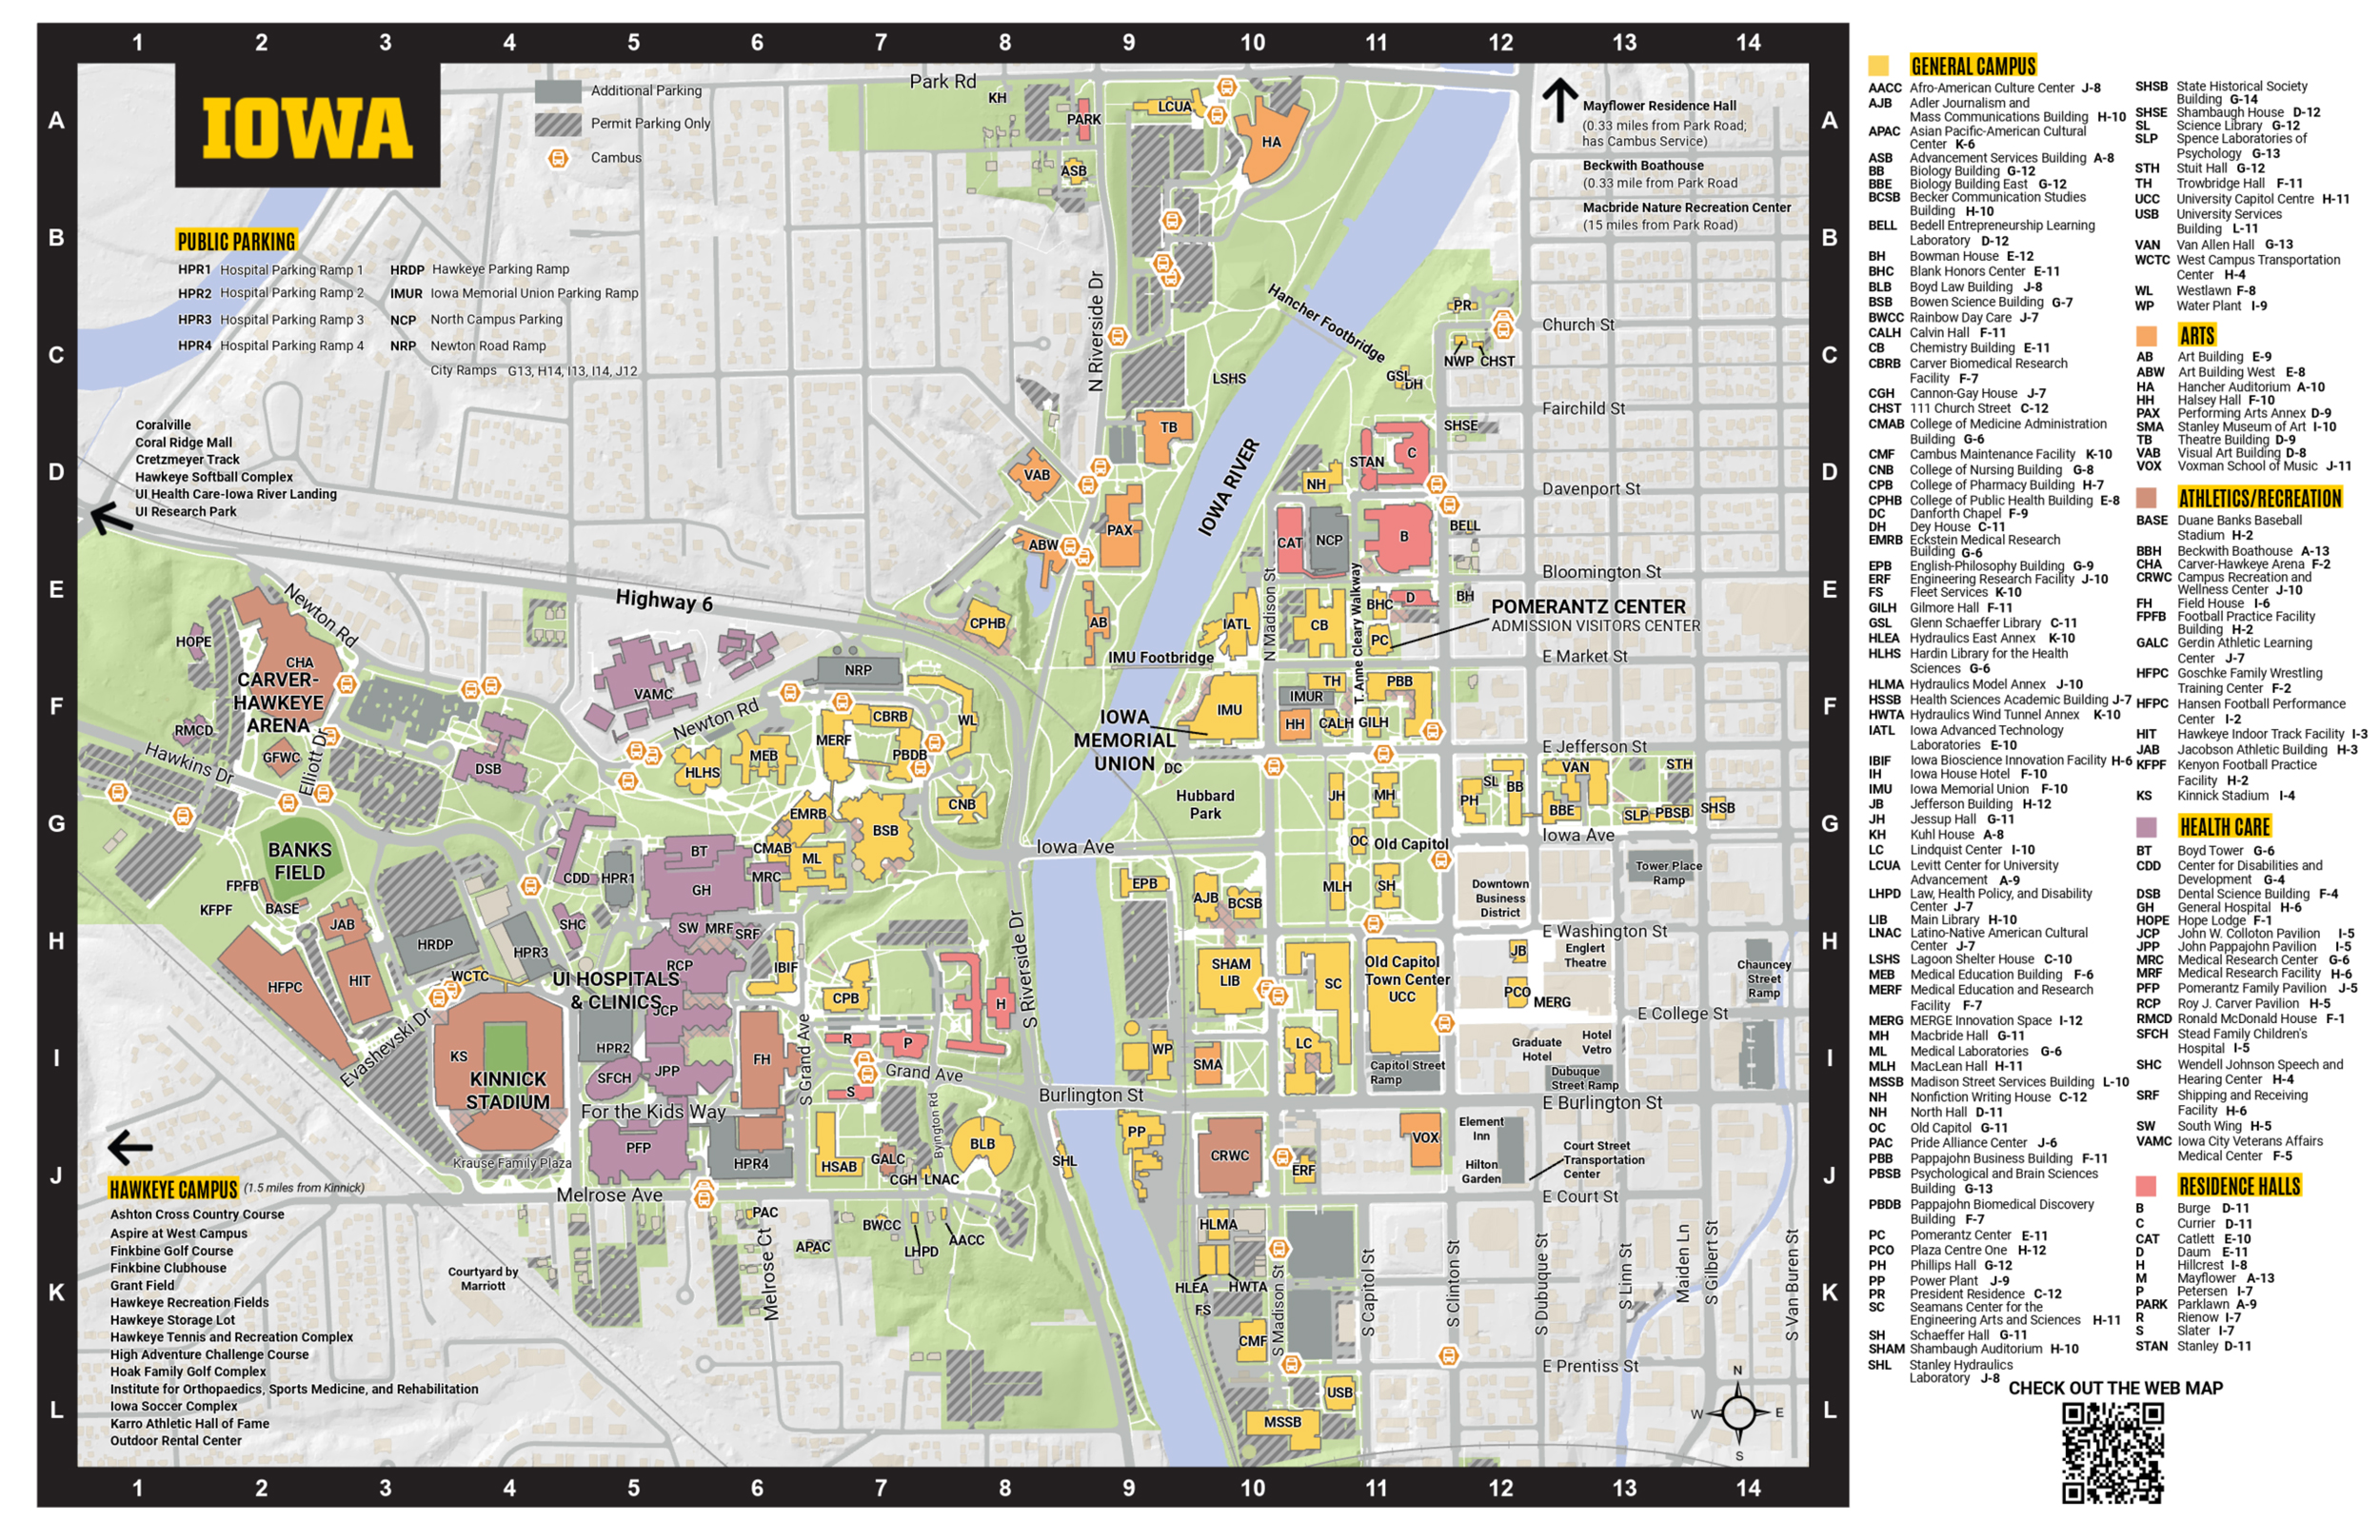 1 2 3 4 5 6 7 8 9 10 11 12 13 14
A
B
C
D
E
F
G
H
I
J
K
L
IOWA
Additional Parking
Permit Parking Only
Campus
PUBLIC PARKING
HPR1 Hospital Parking Ramp 1
HPR2 Hospital Parking Ramp 2
HPR3 Hospital Parking Ramp 3
HPR4 Hospital Parking Ramp 4
HRDP Hawkeye Parking Ramp
IMUR Iowa Memorial Union Parking Ramp
NCP North Campus Parking
NRP Newton Road Ramp
City Ramps G13, H14, I13, I14, J12
Coralville
Coral Ridge Mall
Cretzmeyer Track
Hawkeye Softball Complex
UI Health Care-Iowa River Landing
UI Research Park
Mayflower Residence Hall
(0.33 miles from Park Road;
has Cambus Service)
Beckwith Boathouse
(0.33 mile from Park Road
Macbride Nature Recreation Center
(15 miles from Park Road)
Park Rd
KH
PARK
LCUA
HA
ASB
N Riverside Dr
Hancher Footbridge
PR
Church St
NWP CHST
GSL
DH
LSHS
Fairchild St
TB
SHSE
STAN
C
VAB
NH
Davenport St
IOWA RIVER
PAX
BELL
CAT
NCP
B
ABW
Bloomington St
Newton Rd
Highway 6
BHC
D
BH
POMERANTZ CENTER
ADMISSION VISITORS CENTER
CPHB
AB
IATL
N Madison St
CB
T. Anne Cleary Walkway
PC
HOPE
IMU Footbridge
E Market St
CHA
CARVER-
HAWKEYE
ARENA
NRP
VAMC
TH
PBB
IMUR
RMCD
Newton Rd
CBRB
WL
IMU
HH
CALH
GILH
IOWA
MEMORIAL
UNION
MERF
GFWC
Elliott Dr
Hawkins Dr
DSB
HLHS
MEB
PBDB
DC
E Jefferson St
SL
BB
VAN
STH
Hubbard
Park
JH
MH
PH
BBE
SLP
PBSB
SHSB
CNB
EMRB
BSB
BANKS
FIELD
Iowa Ave
OC
Old Capitol
Iowa Ave
BT
CMAB
ML
Tower Place
Ramp
CDD
HPR1
GH
MRC
FPFB
EPB
MLH
SH
Downtown
Business
District
KFPF
BASE
AJB
BCSB
JAB
SHC
SW
MRF
SRF
HRDP
HPR3
E Washington St
JB
Englert
Theatre
RCP
IBIF
WCTC
UI HOSPITALS
& CLINICS
SHAM
LIB
SC
Old Capitol
Town Center
UCC
Chauncey
Street
Ramp
HIT
HFPC
CPB
H
S Riverside Dr
PCO
MERG
JCP
E College St
Evashevski Dr
KS
KINNICK
STADIUM
HPR2
R
P
WP
LC
Graduate
Hotel
Hotel
Vetro
SFCH
JPP
FH
S Grand Ave
Grand Ave
SMA
Capitol Street
Ramp
Dubuque
Street Ramp
S
For the Kids Way
Burlington St
E Burlington St
Byington Rd
PP
VOX
Element
Inn
PFP
HPR4
HSAB
BLB
Krause Family Plaza
GALC
SHL
CRWC
ERF
Hilton
Garden
Court Street
Transportation
Center
CGH
LNAC
Melrose Ave
E Court St
PAC
BWCC
HLMA
APAC
LHPD
AACC
Melrose Ct
Courtyard by
Marriott
HLEA
HWTA
FS
S Madison St
S Capitol St
S Clinton St
S Dubuque St
S Linn St
Maiden Ln
S Gilbert St
S Van Buren St
CMF
E Prentiss St
USB
MSSB
N
W
E
S
HAWKEYE CAMPUS (1.5 miles from Kinnick)
Ashton Cross Country Course
Aspire at West Campus
Finkbine Golf Course
Finkbine Clubhouse
Grant Field
Hawkeye Recreation Fields
Hawkeye Storage Lot
Hawkeye Tennis and Recreation Complex
High Adventure Challenge Course
Hoak Family Golf Complex
Institute for Orthopaedics, Sports Medicine, and Rehabilitation
Iowa Soccer Complex
Karro Athletic Hall of Fame
Outdoor Rental Center
A
B
C
D
E
F
G
H
I
J
K
L
1 2 3 4 5 6 7 8 9 10 11 12 13 14
GENERAL CAMPUS
AACC Afro-American Culture Center J-8
AJB Adler Journalism and
Mass Communications Building H-10
APAC Asian Pacific-American Cultural
Center K-6
ASB Advancement Services Building A-8
BB Biology Building G-12
BBE Biology Building East G-12
BCSB Becker Communication Studies
Building H-10
BELL Bedell Entrepreneurship Learning
Laboratory D-12
BH Bowman House E-12
BHC Blank Honors Center E-11
BLB Boyd Law Building J-8
BSB Bowen Science Building G-7
BWCC Rainbow Day Care J-7
CALH Calvin Hall F-11
CB Chemistry Building E-11
CBRB Carver Biomedical Research
Facility F-7
CGH Cannon-Gay House J-7
CHST 111 Church Street C-12
CMAB College of Medicine Administration
Building G-6
CMF Cambus Maintenance Facility K-10
CNB College of Nursing Building G-8
CPB College of Pharmacy Building H-7
CPHB College of Public Health Building E-8
DC Danforth Chapel F-9
DH Dey House C-11
EMRB Eckstein Medical Research
Building G-6
EPB English-Philosophy Building G-9
ERF Engineering Research Facility J-10
FS Fleet Services K-10
GILH Gilmore Hall F-11
GSL Glenn Schaeffer Library C-11
HLEA Hydraulics East Annex K-10
HLHS Hardin Library for the Health
Sciences G-6
HLMA Hydraulics Model Annex J-10
HSSB Health Sciences Academic Building J-7
HWTA Hydraulics Wind Tunnel Annex K-10
IATL Iowa Advanced Technology
Laboratories E-10
IBIF Iowa Bioscience Innovation Facility H-6
IH Iowa House Hotel F-10
IMU Iowa Memorial Union F-10
JB Jefferson Building H-12
JH Jessup Hall G-11
KH Kuhl House A-8
LC Lindquist Center I-10
LCUA Levitt Center for University
Advancement A-9
LHPD Law, Health Policy, and Disability
Center J-7
LIB Main Library H-10
LNAC Latino-Native American Cultural
Center J-7
LSHS Lagoon Shelter House C-10
MEB Medical Education Building F-6
MERF Medical Education and Research
Facility F-7
MERG MERGE Innovation Space I-12
MH Macbride Hall G-11
ML Medical Laboratories G-6
MLH MacLean Hall H-11
MSSB Madison Street Services Building L-10
NH Nonfiction Writing House C-12
NH North Hall D-11
OC Old Capitol G-11
PAC Pride Alliance Center J-6
PBB Pappajohn Business Building F-11
PBSB Psychological and Brain Sciences
Building G-13
PBDB Pappajohn Biomedical Discovery
Building F-7
PC Pomerantz Center E-11
PCO Plaza Centre One H-12
PH Phillips Hall G-12
PP Power Plant J-9
PR President Residence C-12
SC Seamans Center for the
Engineering Arts and Sciences H-11
SH Schaeffer Hall G-11
SHAM Shambaugh Auditorium H-10
SHL Stanley Hydraulics
Laboratory J-8
SHSB State Historical Society
Building G-14
SHSE Shambaugh House D-12
SL Science Library G-12
SLP Spence Laboratories of
Psychology G-13
STH Stuit Hall G-12
TH Trowbridge Hall F-11
UCC University Capitol Centre H-11
USB University Services
Building L-11
VAN Van Allen Hall G-13
WCTC West Campus Transportation
Center H-4
WL Westlawn F-8
WP Water Plant I-9
ARTS
AB Art Building E-9
ABW Art Building West E-8
HA Hancher Auditorium A-10
HH Halsey Hall F-10
PAX Performing Arts Annex D-9
SMA Stanley Museum of Art I-10
TB Theatre Building D-9
VAB Visual Art Building D-8
VOX Voxman School of Music J-11
ATHLETICS/RECREATION
BASE Duane Banks Baseball
Stadium H-2
BBH Beckwith Boathouse A-13
CHA Carver-Hawkeye Arena F-2
CRWC Campus Recreation and
Wellness Center J-10
FH Field House I-6
FPFB Football Practice Facility
Building H-2
GALC Gerdin Athletic Learning
Center J-7
HFPC Goschke Family Wrestling
Training Center F-2
HFPC Hansen Football Performance
Center I-2
HIT Hawkeye Indoor Track Facility I-3
JAB Jacobson Athletic Building H-3
KFPF Kenyon Football Practice
Facility H-2
KS Kinnick Stadium I-4
HEALTH CARE
BT Boyd Tower G-6
CDD Center for Disabilities and
Development G-4
DSB Dental Science Building F-4
GH General Hospital H-6
HOPE Hope Lodge F-1
JCP John W. Colloton Pavilion I-5
JPP John Pappajohn Pavilion I-5
MRC Medical Research Center G-6
MRF Medical Research Facility H-6
PFP Pomerantz Family Pavilion J-5
RCP Roy J. Carver Pavilion H-5
RMCD Ronald McDonald House F-1
SFCH Stead Family Children's
Hospital I-5
SHC Wendell Johnson Speech and
Hearing Center H-4
SRF Shipping and Receiving
Facility H-6
SW South Wing H-5
VAMC Iowa City Veterans Affairs
Medical Center F-5
RESIDENCE HALLS
B Burge D-11
C Currier D-11
CAT Catlett E-10
D Daum E-11
H Hillcrest I-8
M Mayflower A-13
P Petersen I-7
PARK Parklawn A-9
R Rienow I-7
S Slater I-7
STAN Stanley D-11
CHECK OUT THE WEB MAP